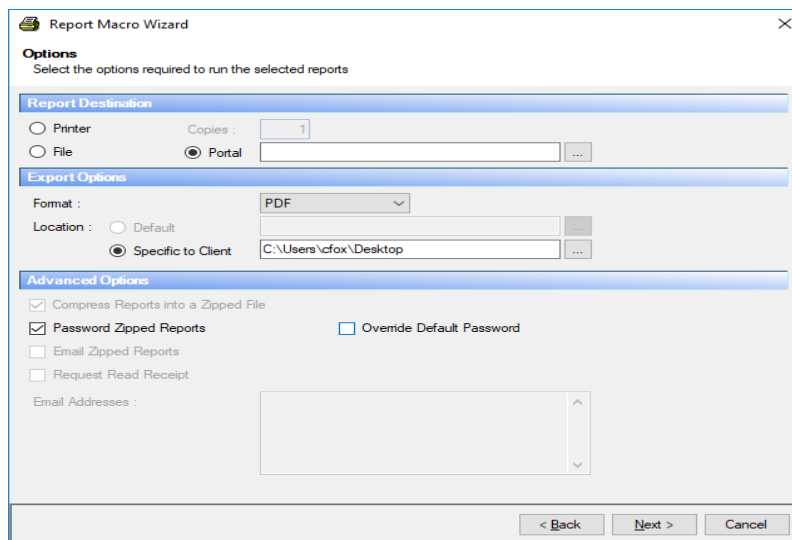 Report Macro Wizard
Options
Select the options required to run the selected reports
Report Destination
Printer Copies : 1
File Portal ...
Export Options
Format : PDF
Location : Default ...
Specific to Client C:\Users\cfox\Desktop ...
Advanced Options
Compress Reports into a Zipped File
Password Zipped Reports Override Default Password
Email Zipped Reports
Request Read Receipt
Email Addresses :
< Back Next > Cancel